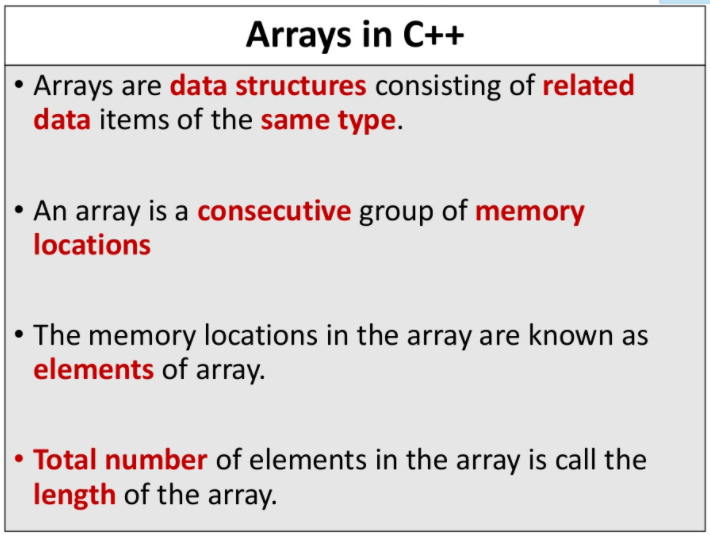 Arrays in C++
• Arrays are data structures consisting of related
data items of the same type.
• An array is a consecutive group of memory
locations
• The memory locations in the array are known as
elements of array.
• Total number of elements in the array is call the
length of the array.